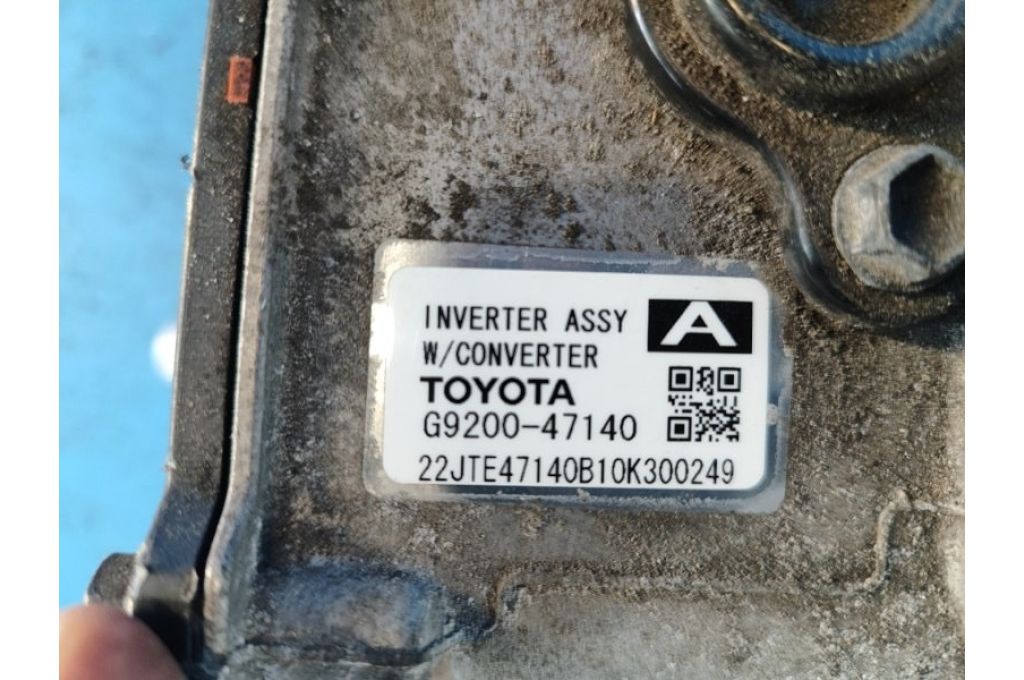 INVERTER ASSY A
W/CONVERTER
TOYOTA
G9200-47140
22JTE47140B10K300249